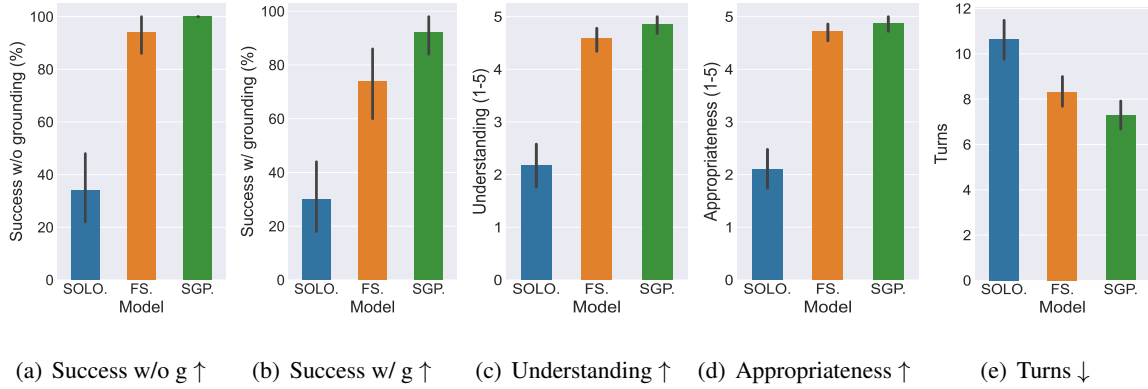 Success w/o grounding (%)
100
80
60
40
20
0
SOLO. FS. SGP.
Model
Success w/ grounding (%)
100
80
60
40
20
0
SOLO. FS. SGP.
Model
Understanding (1-5)
5
4
3
2
1
0
SOLO. FS. SGP.
Model
Appropriateness (1-5)
5
4
3
2
1
0
SOLO. FS. SGP.
Model
Turns
12
10
8
6
4
2
0
SOLO. FS. SGP.
Model
(a) Success w/o g ↑
(b) Success w/ g ↑
(c) Understanding ↑
(d) Appropriateness ↑
(e) Turns ↓